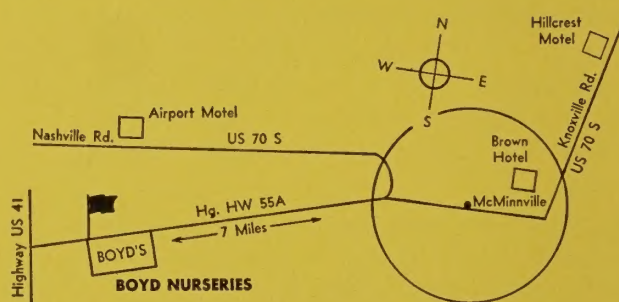 Hillcrest
Motel
N
W
E
S
Knoxville Rd.
US 70 S
Airport Motel
Nashville Rd.
US 70 S
Brown
Hotel
McMinnville
Hg. HW 55A
7 Miles
Highway US 41
BOYD'S
BOYD NURSERIES